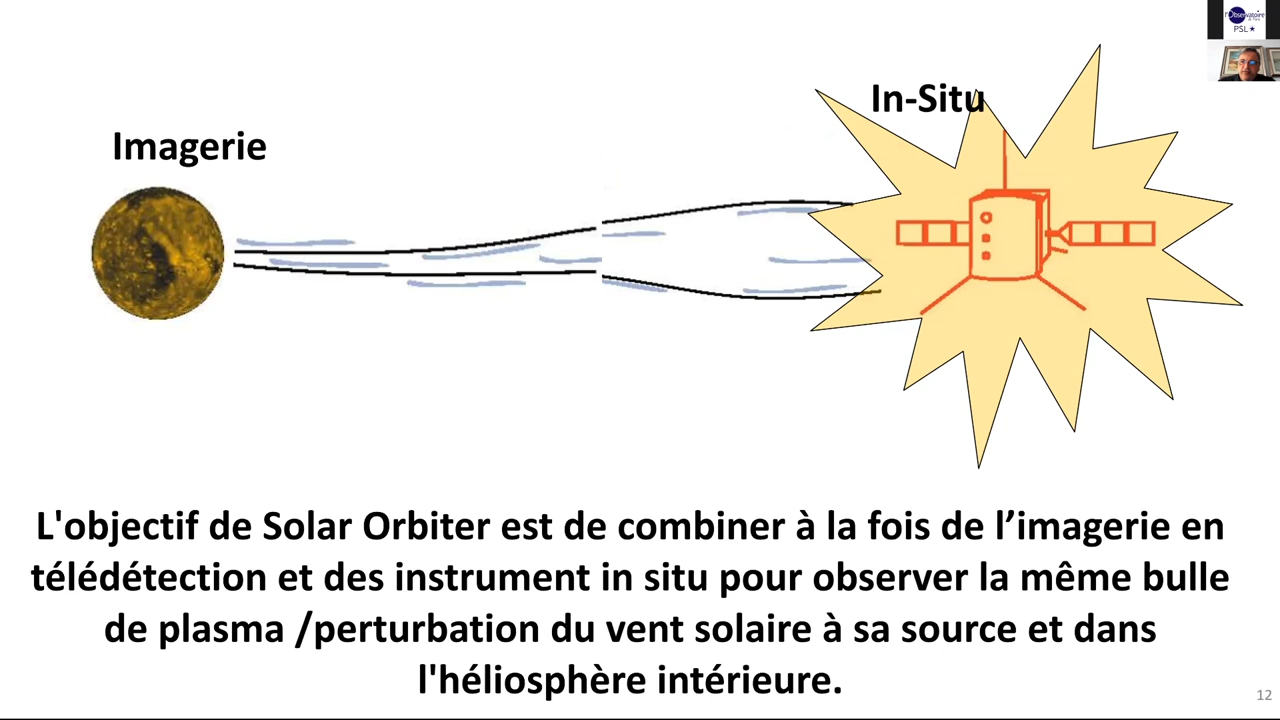 l'Observatoire
PSL★
In-Situ
Imagerie
L'objectif de Solar Orbiter est de combiner à la fois de l’imagerie en
télédétection et des instrument in situ pour observer la même bulle
de plasma /perturbation du vent solaire à sa source et dans
l'héliosphère intérieure.
12